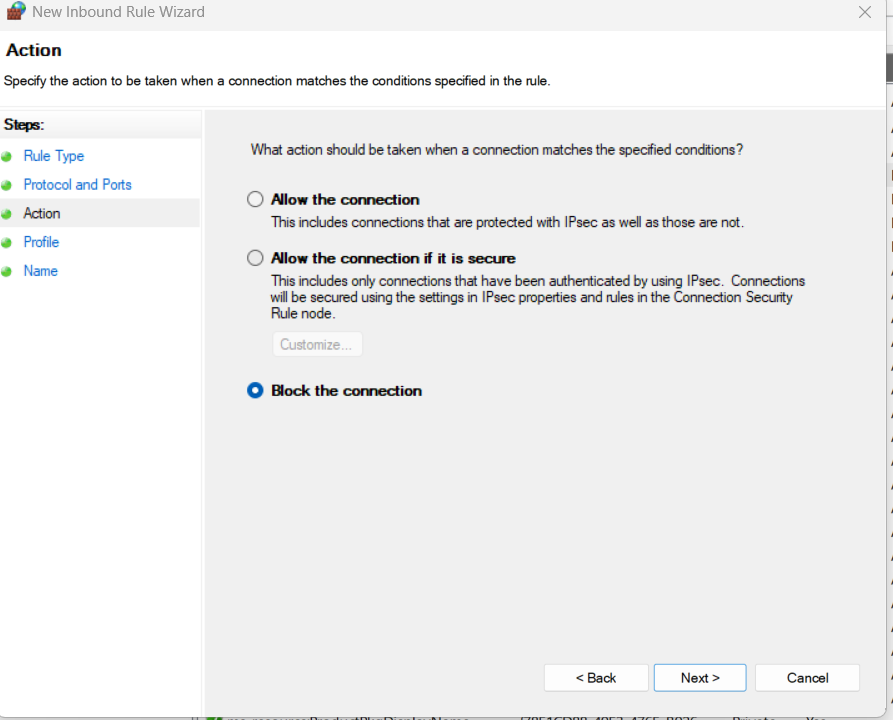 New Inbound Rule Wizard
Action
Specify the action to be taken when a connection matches the conditions specified in the rule.
Steps:
Rule Type
Protocol and Ports
Action
Profile
Name
What action should be taken when a connection matches the specified conditions?
Allow the connection
This includes connections that are protected with IPsec as well as those are not.
Allow the connection if it is secure
This includes only connections that have been authenticated by using IPsec. Connections
will be secured using the settings in IPsec properties and rules in the Connection Security
Rule node.
Customize...
Block the connection
< Back
Next >
Cancel